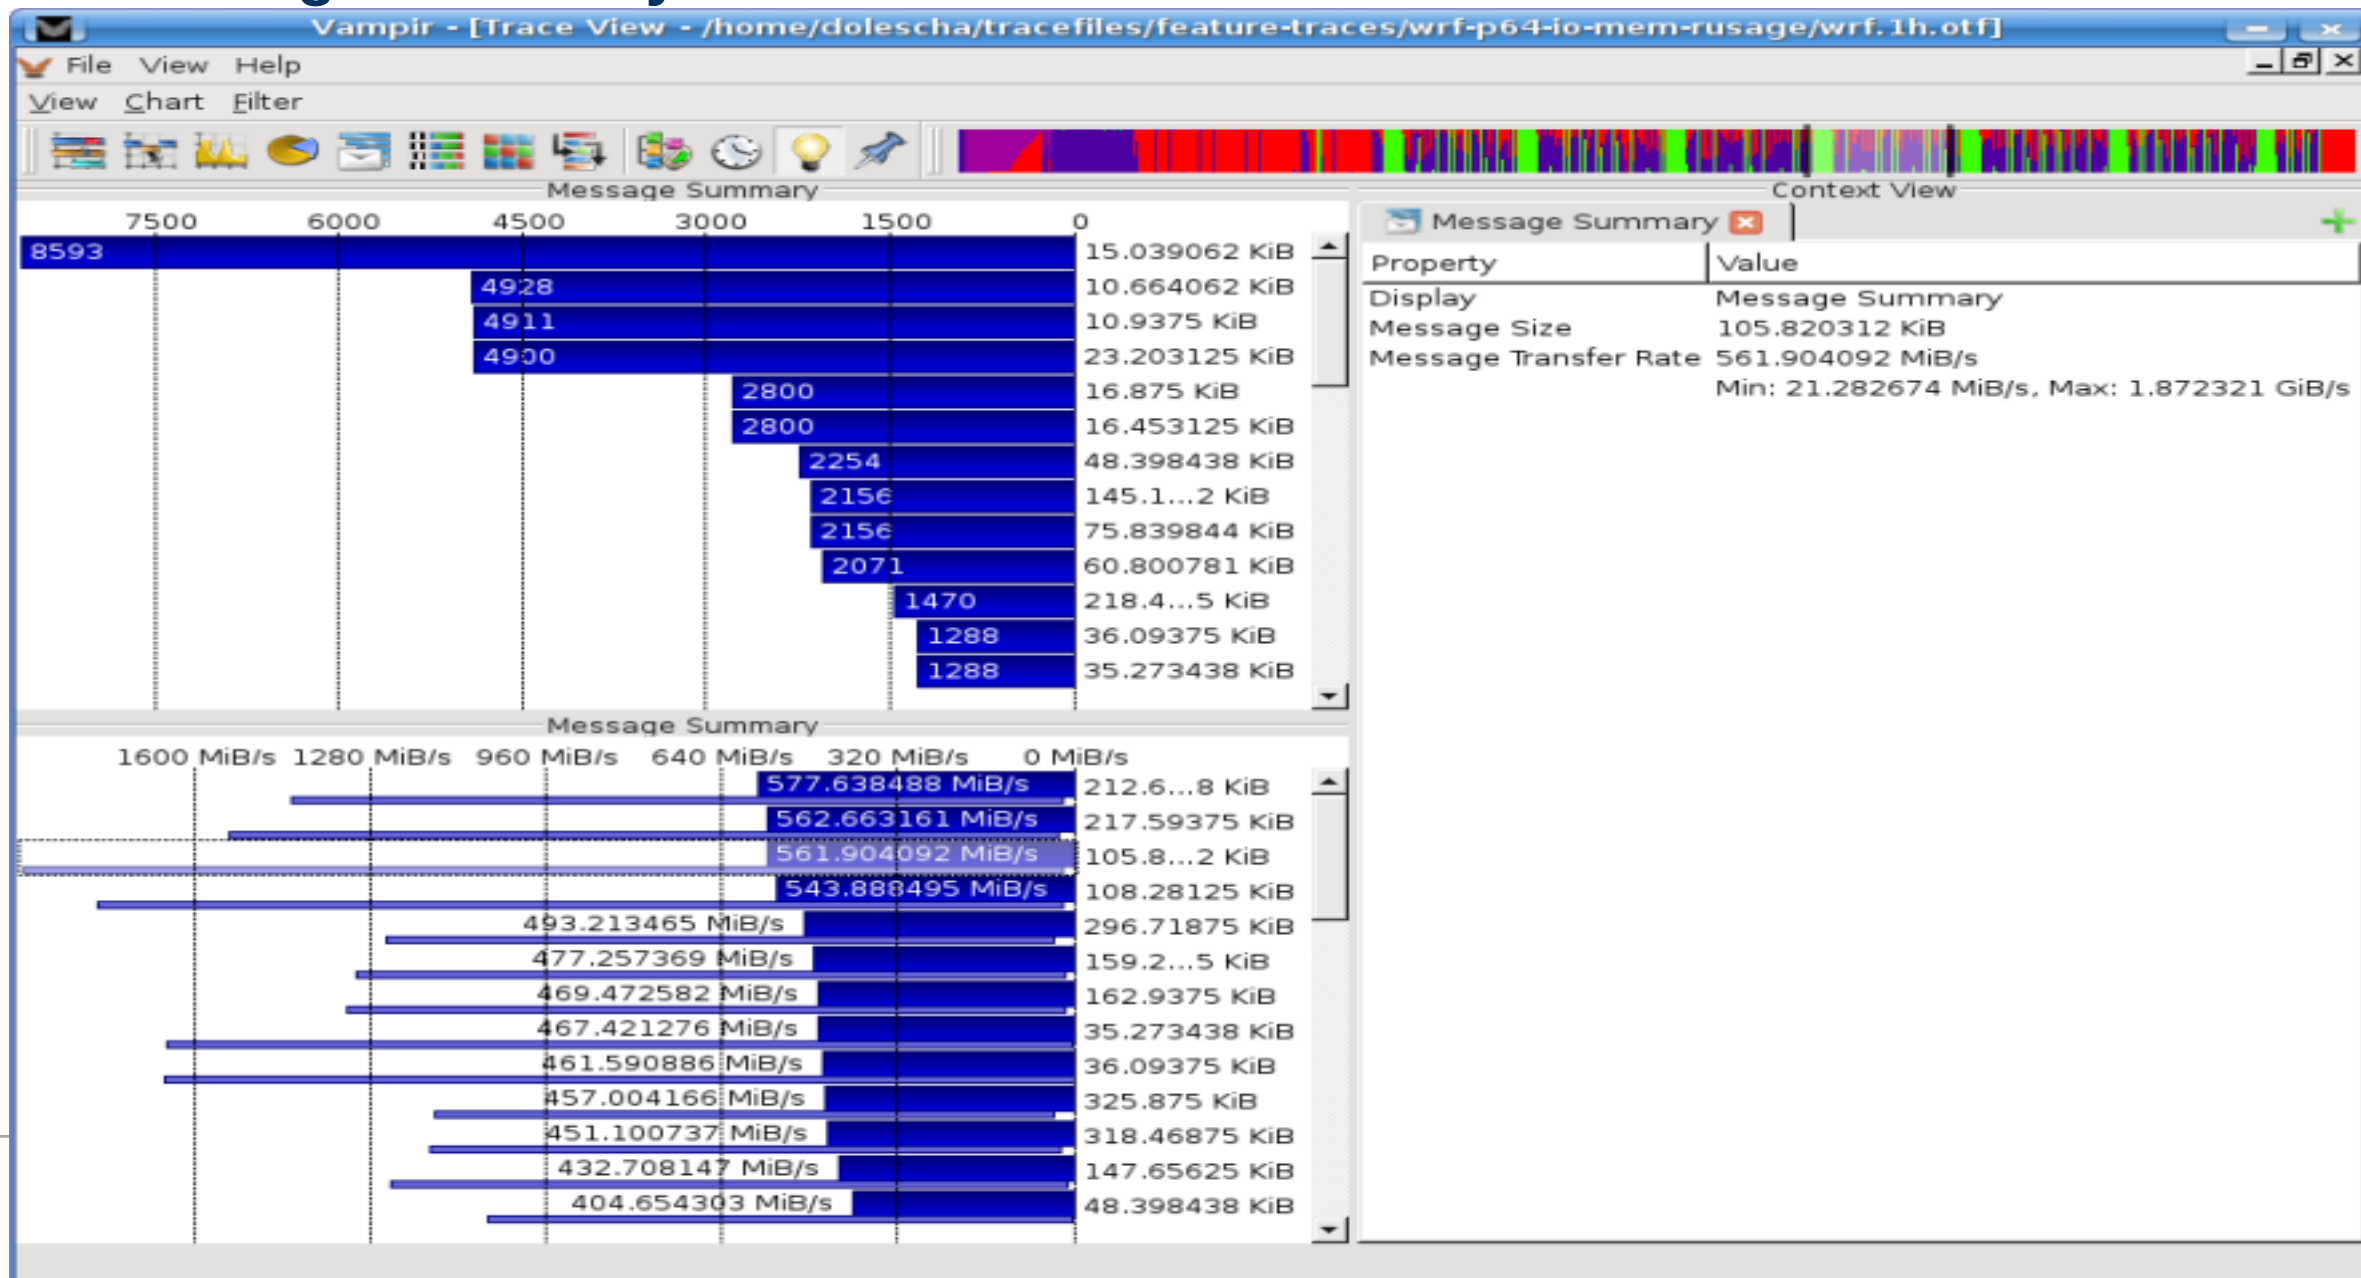 Vampir - [Trace View - /home/dolescha/tracefiles/feature-traces/wrf-p64-io-mem-rusage/wrf.1h.otf]
File View Help
View Chart Filter
Message Summary
7500 6000 4500 3000 1500 0
8593 15.039062 KiB
4928 10.664062 KiB
4911 10.9375 KiB
4900 23.203125 KiB
2800 16.875 KiB
2800 16.453125 KiB
2254 48.398438 KiB
2156 145.1...2 KiB
2156 75.839844 KiB
2071 60.800781 KiB
1470 218.4...5 KiB
1288 36.09375 KiB
1288 35.273438 KiB
Message Summary
1600 MiB/s 1280 MiB/s 960 MiB/s 640 MiB/s 320 MiB/s 0 MiB/s
577.638488 MiB/s 212.6...8 KiB
562.663161 MiB/s 217.59375 KiB
561.904092 MiB/s 105.8...2 KiB
543.888495 MiB/s 108.28125 KiB
493.213465 MiB/s 296.71875 KiB
477.257369 MiB/s 159.2...5 KiB
469.472582 MiB/s 162.9375 KiB
467.421276 MiB/s 35.273438 KiB
461.590886 MiB/s 36.09375 KiB
457.004166 MiB/s 325.875 KiB
451.100737 MiB/s 318.46875 KiB
432.708147 MiB/s 147.65625 KiB
404.654303 MiB/s 48.398438 KiB
Context View
Message Summary
Property Value
Display Message Summary
Message Size 105.820312 KiB
Message Transfer Rate 561.904092 MiB/s
Min: 21.282674 MiB/s, Max: 1.872321 GiB/s